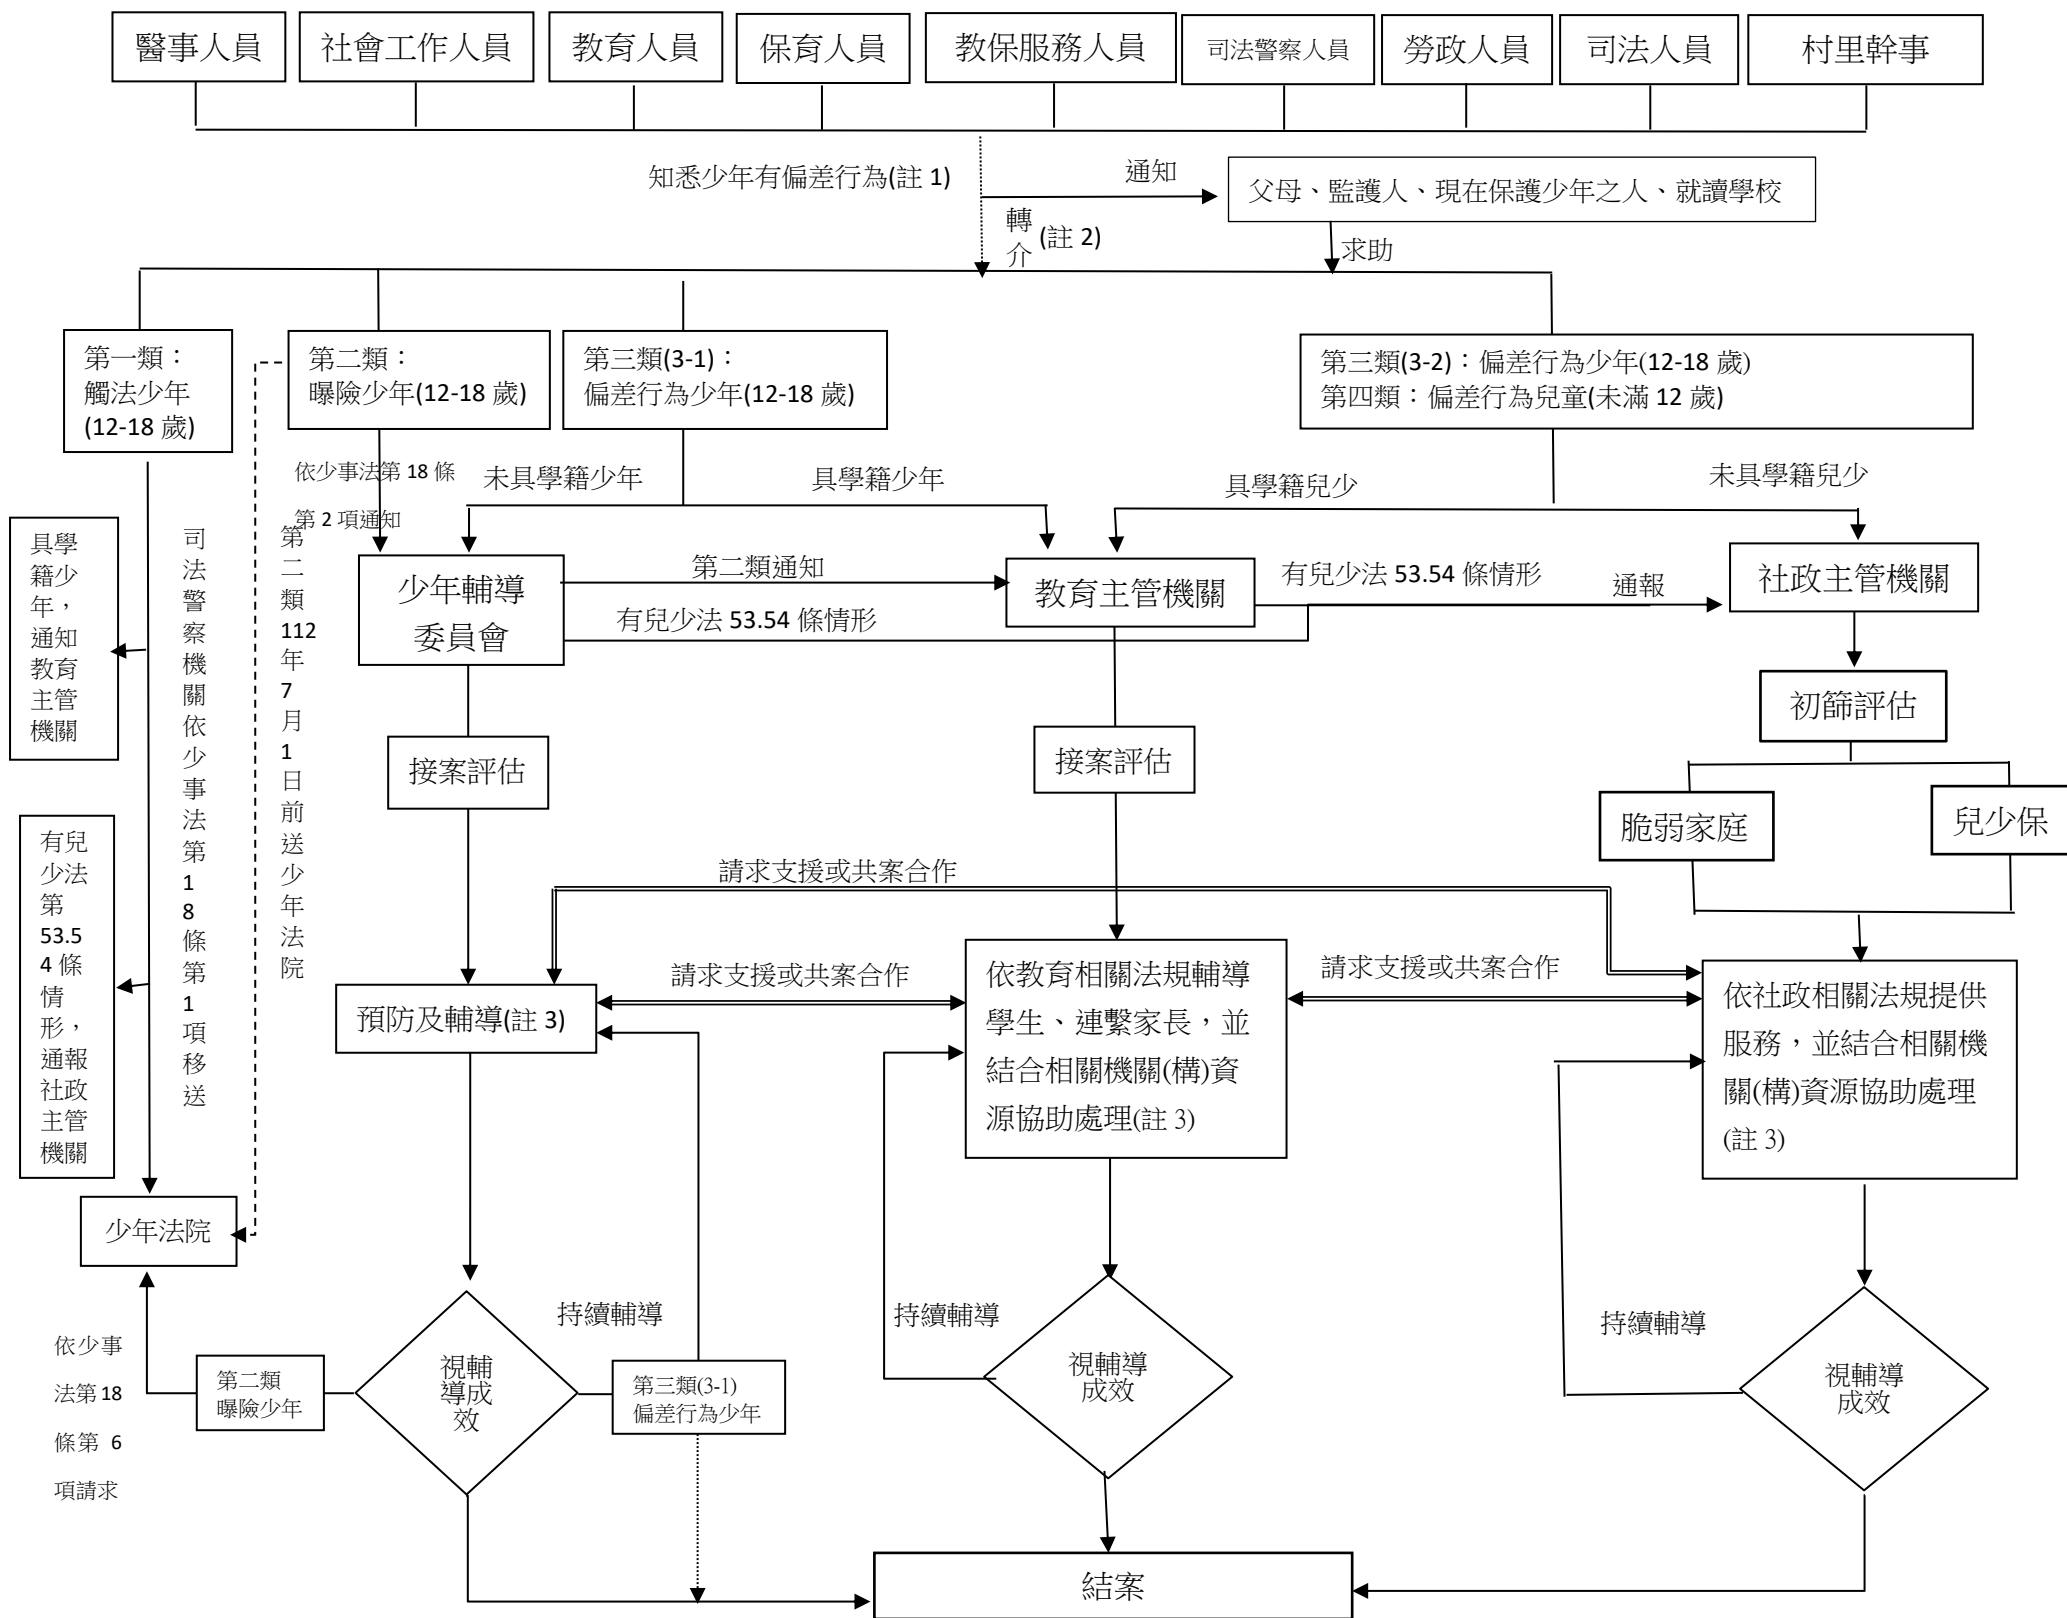 醫事人員
社會工作人員
教育人員
保育人員
教保服務人員
司法警察人員
勞政人員
司法人員
村里幹事
知悉少年有偏差行為(註 1)
通知
父母、監護人、現在保護少年之人、就讀學校
轉
介
(註 2)
求助
第一類：
觸法少年
(12-18 歲)
第二類：
曝險少年(12-18 歲)
第三類(3-1)：
偏差行為少年(12-18 歲)
第三類(3-2)：偏差行為少年(12-18 歲)
第四類：偏差行為兒童(未滿 12 歲)
依少事法第 18 條
第 2 項通知
未具學籍少年
具學籍少年
具學籍兒少
未具學籍兒少
具學
籍少
年，
通知
教育
主管
機關
司
法
警
察
機
關
依
少
事
法
第
1
8
條
第
1
項
移
送
第
二
類
112
年
7
月
1
日
前
送
少
年
法
院
少年輔導
委員會
第二類通知
教育主管機關
有兒少法 53.54 條情形
通報
社政主管機關
有兒少法 53.54 條情形
初篩評估
接案評估
接案評估
脆弱家庭
兒少保
有兒
少法
第
53.5
4 條
情
形，
通報
社政
主管
機關
請求支援或共案合作
請求支援或共案合作
請求支援或共案合作
預防及輔導(註 3)
依教育相關法規輔導
學生、連繫家長，並
結合相關機關(構)資
源協助處理(註 3)
依社政相關法規提供
服務，並結合相關機
關(構)資源協助處理
(註 3)
少年法院
持續輔導
持續輔導
持續輔導
依少事
法第 18
條第 6
項請求
第二類
曝險少年
視輔
導成
效
第三類(3-1)
偏差行為少年
視輔導
成效
視輔導
成效
結案